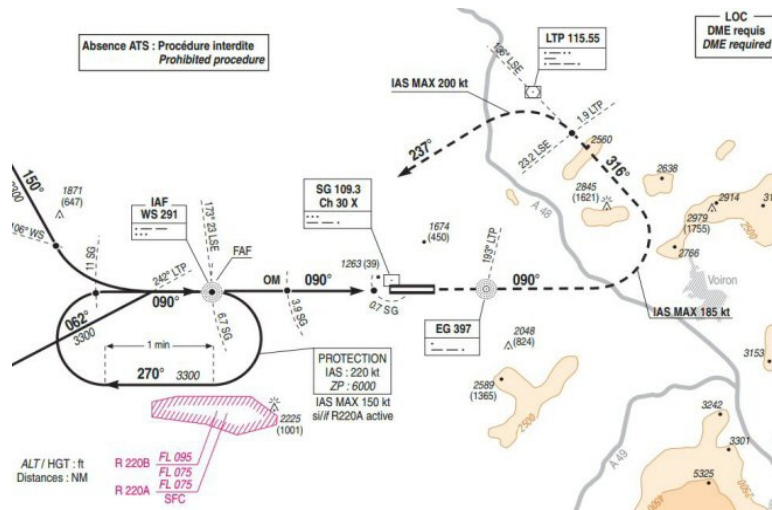 Absence ATS : Procédure interdite
Prohibited procedure
LTP 115.55
LOC
DME requis
DME required
136° LSE
IAS MAX 200 kt
1.9 LTP
23.2 LSE
2560
237°
316°
2638
2845
(1621)
2914
2979
(1755)
2500
2766
Voiron
A 48
150°
3300
1871
(647)
IAF
WS 291
173° 23 LSE
SG 109.3
Ch 30 X
1674
(450)
193° LTP
106° WS
11 SG
242° LTP
FAF
OM
090°
1263 (39)
090°
090°
0.7 SG
3.9 SG
6.7 SG
062°
3300
IAS MAX 185 kt
1 min
EG 397
2048
(824)
270°
3300
PROTECTION
IAS : 220 kt
ZP : 6000
IAS MAX 150 kt
si/if R220A active
2589
(1365)
2500
3153
2225
(1001)
3242
3301
A 49
5325
2500
4500
ALT / HGT : ft
Distances : NM
R 220B
FL 095
FL 075
R 220A
FL 075
SFC